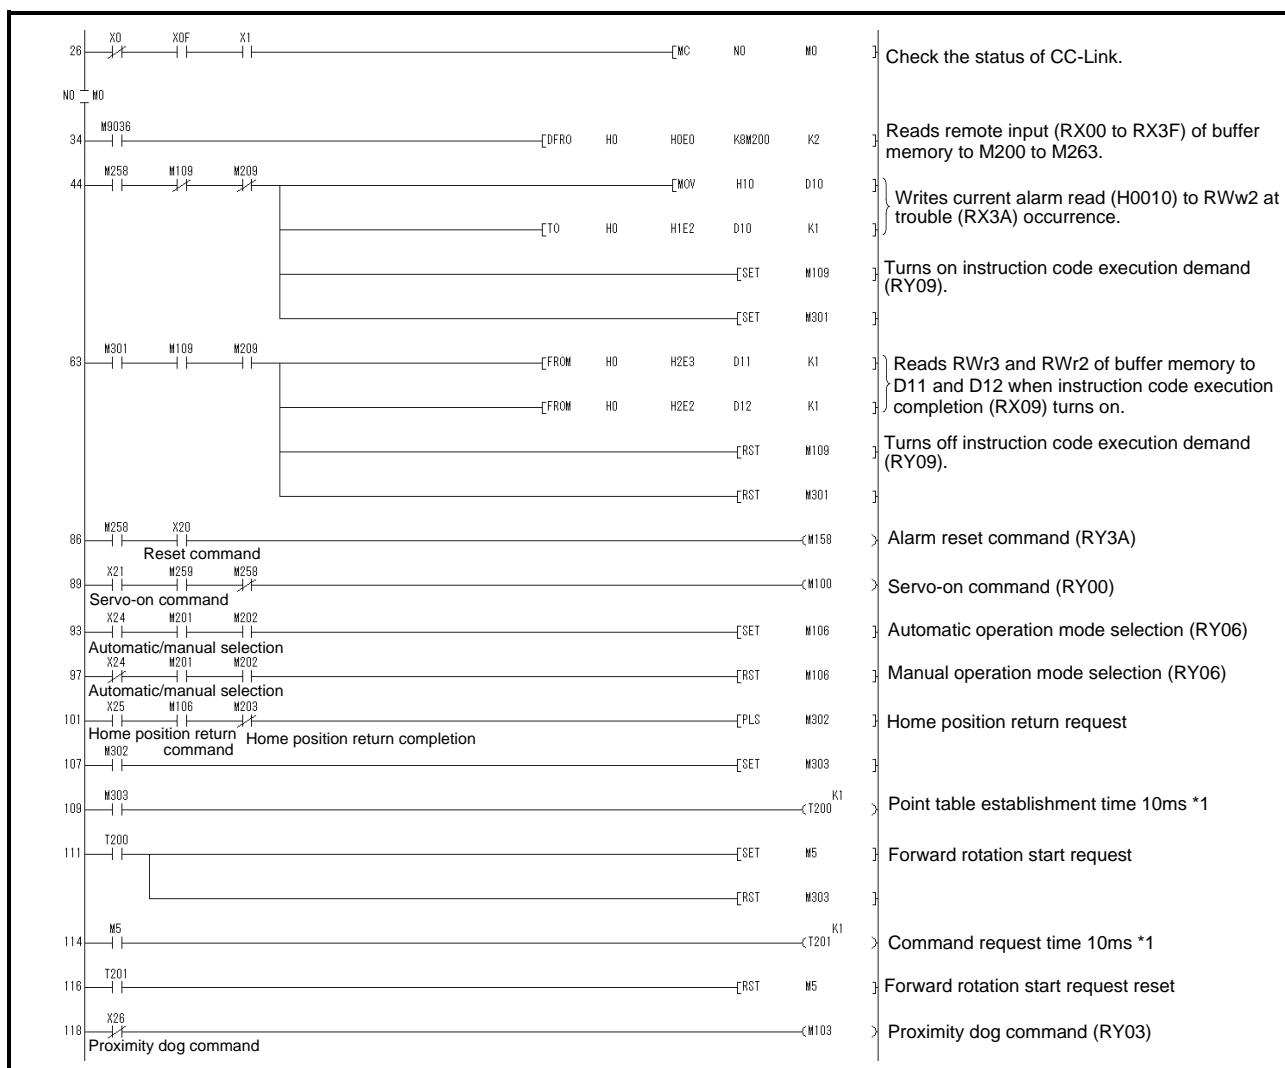 X0 X0F X1
26 [MC N0 M0 ] Check the status of CC-Link.
N0 M0
M9036
34 [DFRO H0 H0E0 K8M200 K2 ] Reads remote input (RX00 to RX3F) of buffer
memory to M200 to M263.
M258 M109 M209
44 [MOV H10 D10 ]
Writes current alarm read (H0010) to RWw2 at
trouble (RX3A) occurrence.
[TO H0 H1E2 D10 K1 ]
[SET M109 ] Turns on instruction code execution demand
(RY09).
[SET M301 ]
M301 M109 M209
63 [FROM H0 H2E3 D11 K1 ] Reads RWr3 and RWr2 of buffer memory to
D11 and D12 when instruction code execution
[FROM H0 H2E2 D12 K1 ] completion (RX09) turns on.
[RST M109 ] Turns off instruction code execution demand
(RY09).
[RST M301 ]
M258 X20
86 (M158 ) Alarm reset command (RY3A)
Reset command
X21 M259 M258
89 (M100 ) Servo-on command (RY00)
Servo-on command
X24 M201 M202
93 [SET M106 ] Automatic operation mode selection (RY06)
Automatic/manual selection
X24 M201 M202
97 [RST M106 ] Manual operation mode selection (RY06)
Automatic/manual selection
X25 M106 M203
101 [PLS M302 ] Home position return request
Home position return command Home position return completion
M302
107 [SET M303 ]
M303 K1
109 (T200 ) Point table establishment time 10ms *1
T200
111 [SET M5 ] Forward rotation start request
[RST M303 ]
M5 K1
114 (T201 ) Command request time 10ms *1
T201
116 [RST M5 ] Forward rotation start request reset
X26
118 (M103 ) Proximity dog command (RY03)
Proximity dog command